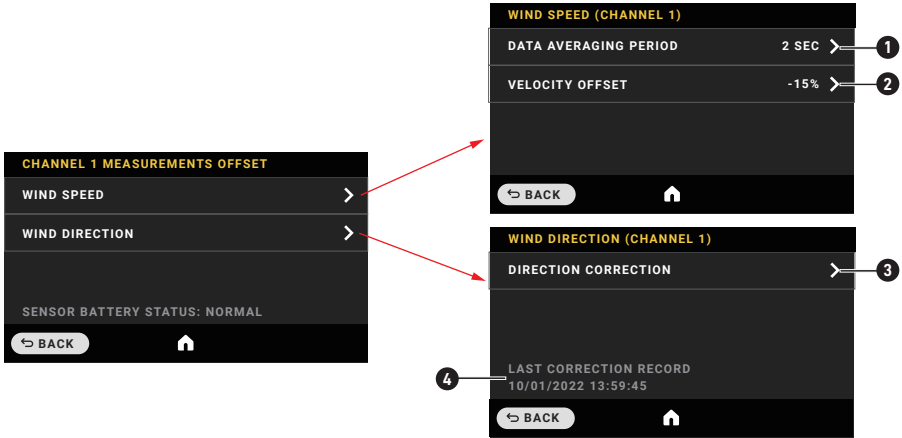 CHANNEL 1 MEASUREMENTS OFFSET
WIND SPEED
WIND DIRECTION
SENSOR BATTERY STATUS: NORMAL
BACK
WIND SPEED (CHANNEL 1)
DATA AVERAGING PERIOD 2 SEC 1
VELOCITY OFFSET -15% 2
BACK
WIND DIRECTION (CHANNEL 1)
DIRECTION CORRECTION 3
4 LAST CORRECTION RECORD
10/01/2022 13:59:45
BACK